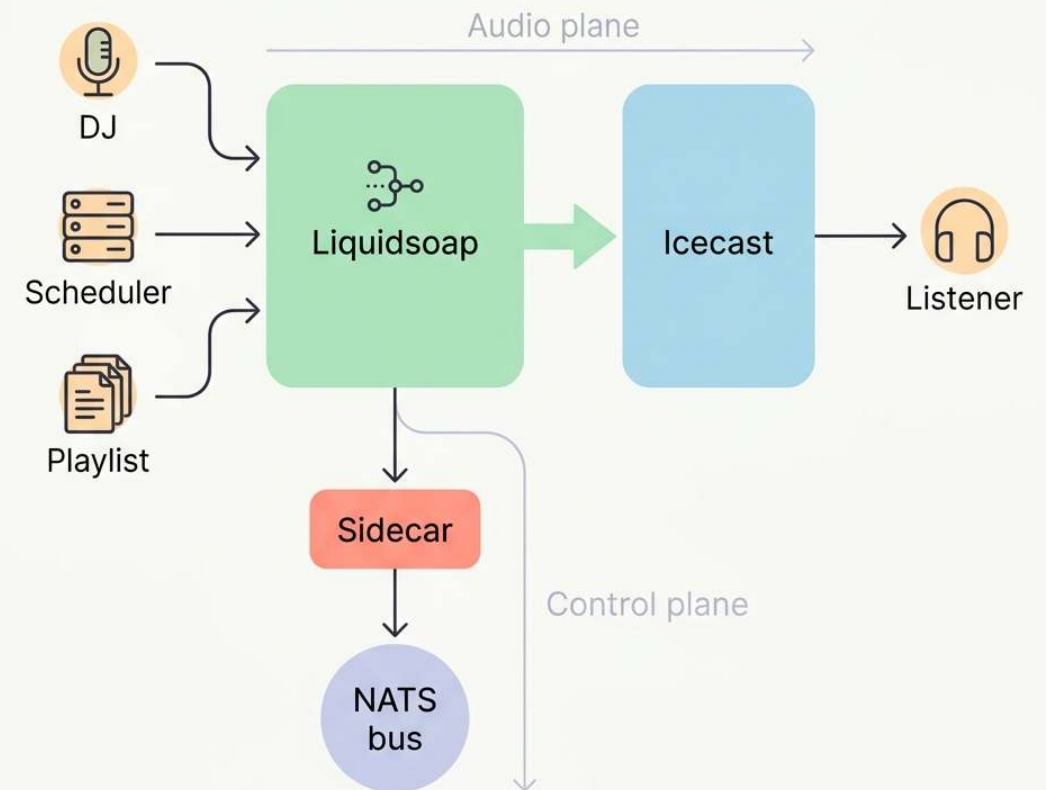 Audio plane
DJ
Liquidsoap
Icecast
Scheduler
Listener
Playlist
Sidecar
Control plane
NATS
bus